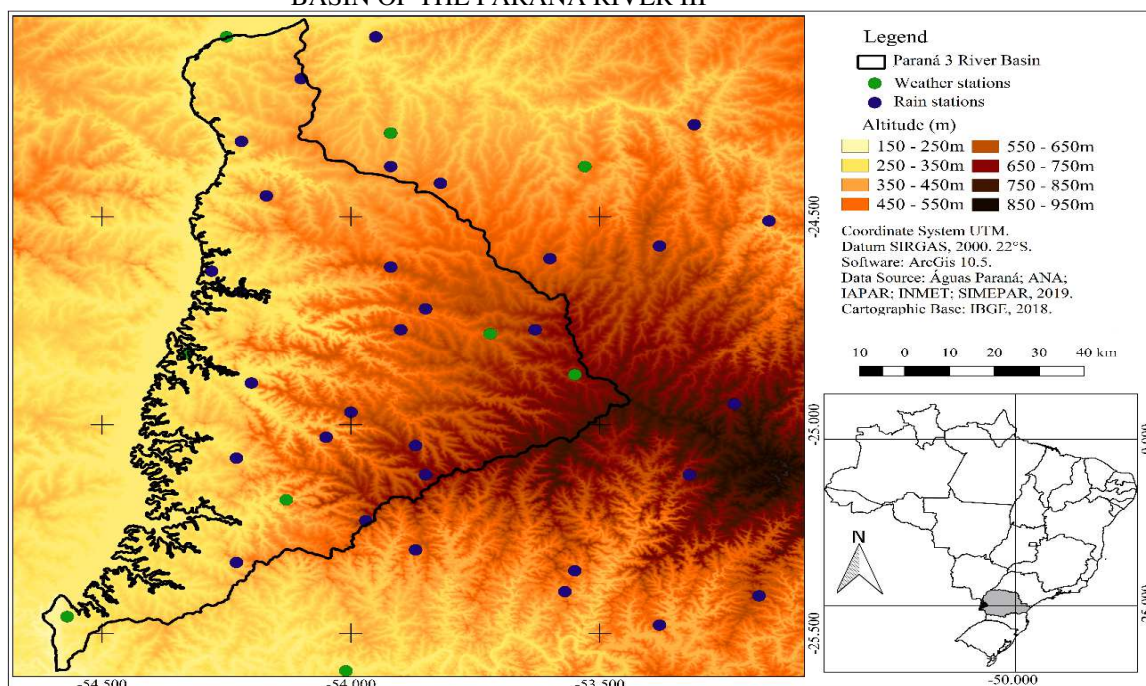 BASIN OF THE PARANÁ RIVER III
Legend
Paraná 3 River Basin
Weather stations
Rain stations
Altitude (m)
150 - 250m 550 - 650m
250 - 350m 650 - 750m
350 - 450m 750 - 850m
450 - 550m 850 - 950m
Coordinate System UTM.
Datum SIRGAS, 2000. 22°S.
Software: ArcGis 10.5.
Data Source: Águas Paraná; ANA;
IAPAR; INMET; SIMEPAR, 2019.
Cartographic Base: IBGE, 2018.
10 0 10 20 30 40 km
-24.500
-25.000
-25.500
-54.500 -54.000 -53.500
N
0.000
-25.000
-50.000